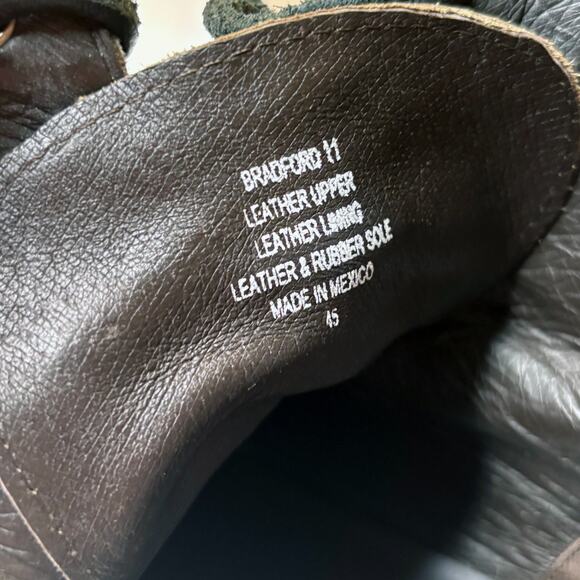 BRADFORD 11
LEATHER UPPER
LEATHER LINING
LEATHER & RUBBER SOLE
MADE IN MEXICO
45